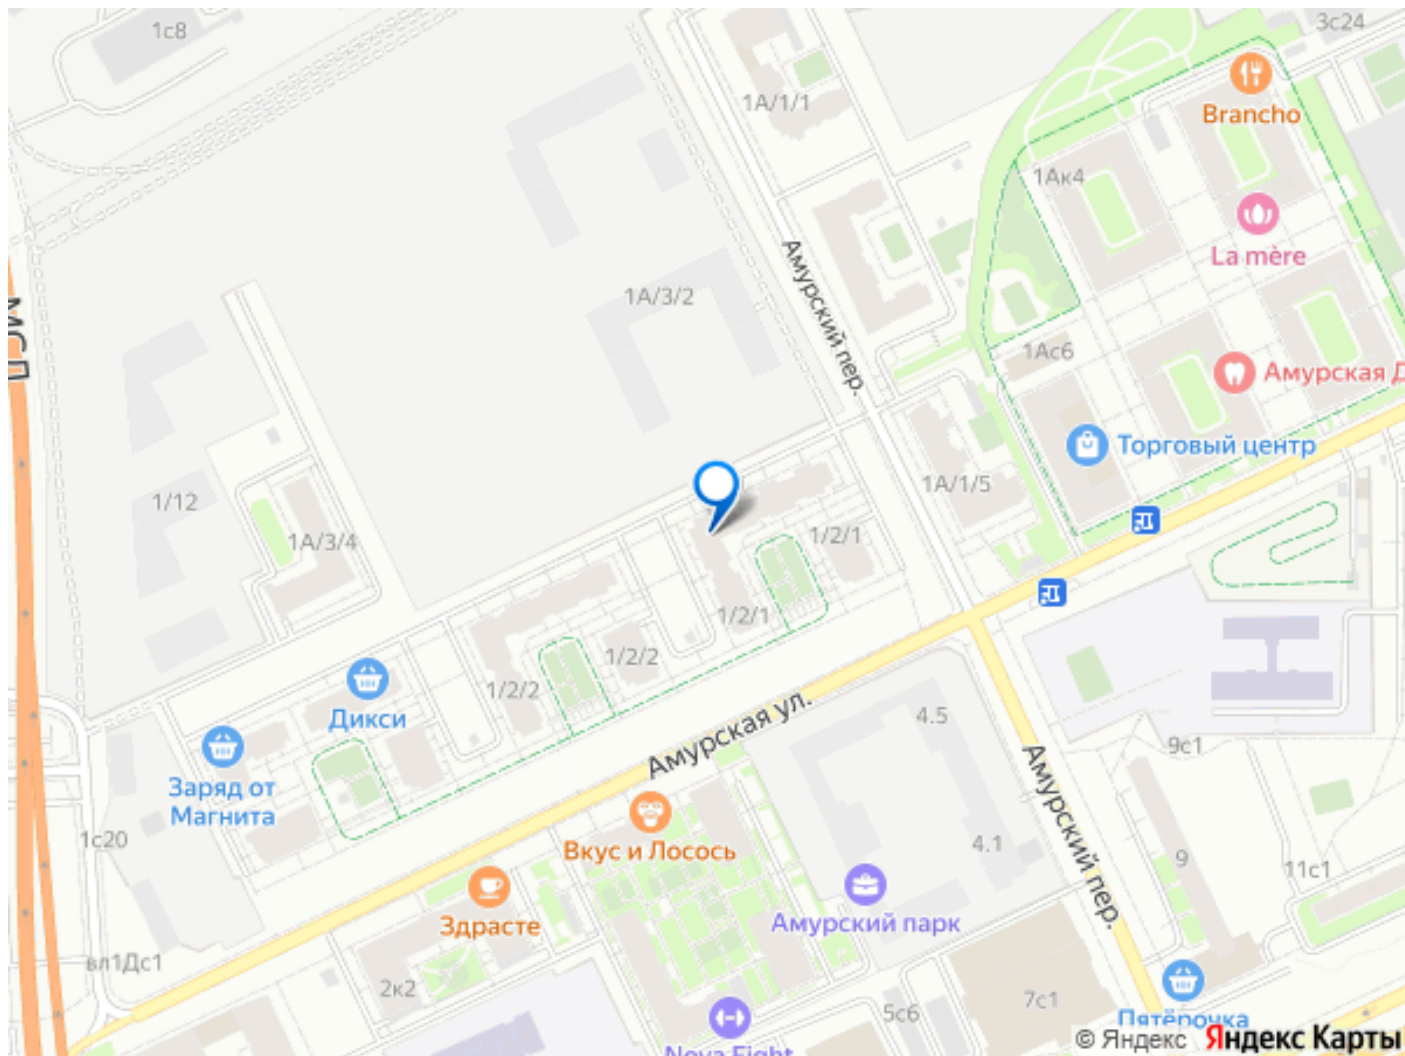 1с8
3с24
1А/1/1
Brancho
1Ак4
La mère
Амурский пер.
1А/3/2
1Ас6
Амурская Д
Торговый центр
1А/1/5
1/12
1А/3/4
1/2/1
1/2/1
1/2/2
1/2/2
Дикси
Заряд от
Магнита
Амурская ул.
4.5
9с1
Амурский пер.
1с20
Вкус и Лосось
4.1
9
11с1
Здрасте
Амурский парк
вл1Дс1
2к2
5с6
7с1
Пятёрочка
Nova Fight
© Яндекс Яндекс Карты